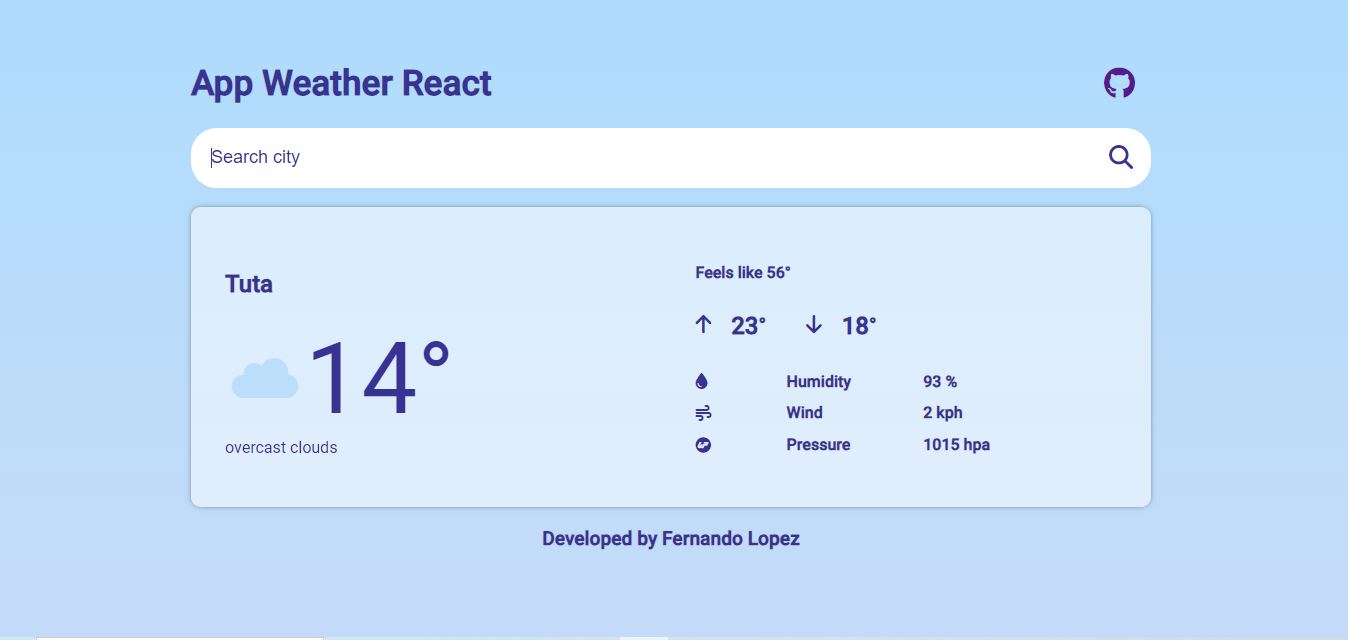 App Weather React
Search city
Tuta
14°
overcast clouds
Feels like 56°
23° 18°
Humidity 93 %
Wind 2 kph
Pressure 1015 hpa
Developed by Fernando Lopez